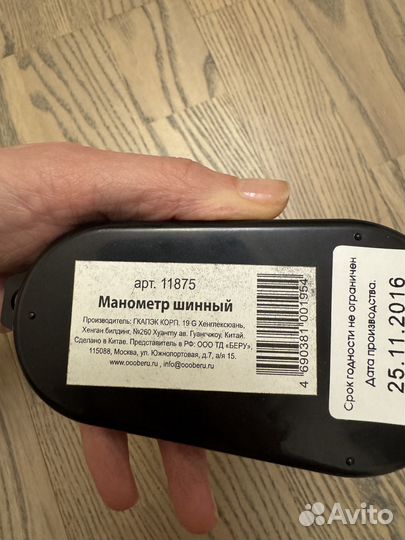 арт. 11875
Манометр шинный
Производитель: ГКАПЭК КОРП. 19 G Хенглексюань,
Хенган билдинг, №260 Хуангпу ав. Гуангчжоу, Китай.
Сделано в Китае. Представитель в РФ: ООО ТД «БЕРУ»,
115088, Москва, ул. Южнопортовая, д.7, а/я 15.
www.oooberu.ru , info@oooberu.ru
4 690381 001954
Срок годности не ограничен
Дата производства:
25.11.2016
Avito